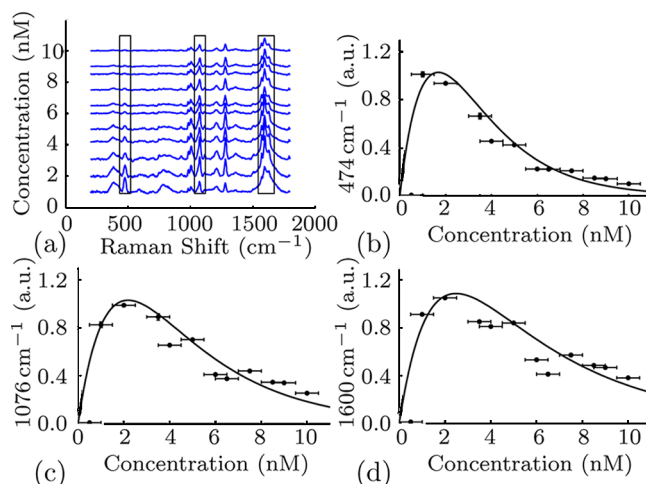 Concentration (nM)
10
8
6
4
2
0
0 500 1000 1500 2000
(a) Raman Shift (cm⁻¹)
474 cm⁻¹ (a.u.)
1.2
0.8
0.4
0.0
0 2 4 6 8 10
(b) Concentration (nM)
1076 cm⁻¹ (a.u.)
1.2
0.8
0.4
0.0
0 2 4 6 8 10
(c) Concentration (nM)
1600 cm⁻¹ (a.u.)
1.2
0.8
0.4
0.0
0 2 4 6 8 10
(d) Concentration (nM)